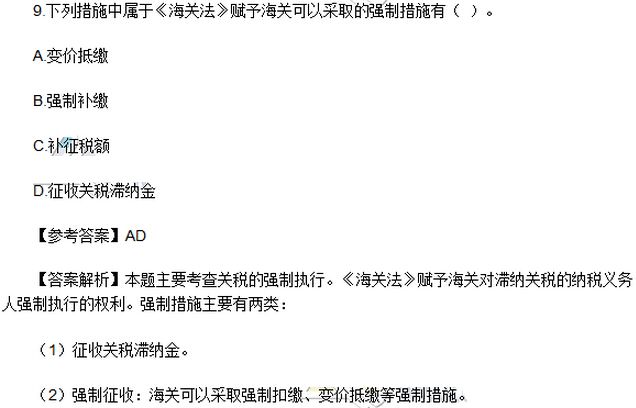 9.下列措施中属于《海关法》赋予海关可以采取的强制措施有（ ）。
A.变价抵缴
B.强制补缴
C.补征税额
D.征收关税滞纳金
【参考答案】AD
【答案解析】本题主要考查关税的强制执行。《海关法》赋予海关对滞纳关税的纳税义务
人强制执行的权利。强制措施主要有两类：
（1）征收关税滞纳金。
（2）强制征收：海关可以采取强制扣缴、变价抵缴等强制措施。